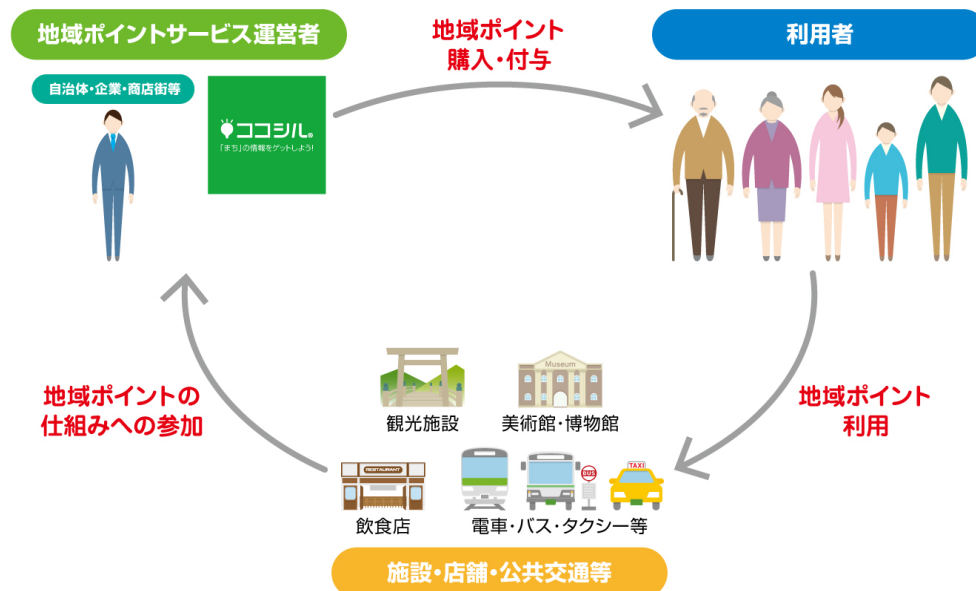 地域ポイントサービス運営者
地域ポイント
購入・付与
利用者
自治体・企業・商店街等
ココシル®
「まち」の情報をゲットしよう!
地域ポイントの
仕組みへの参加
Museum
観光施設
美術館・博物館
地域ポイント
利用
RESTAURANT
BUS
TAXI
飲食店
電車・バス・タクシー等
施設・店舗・公共交通等